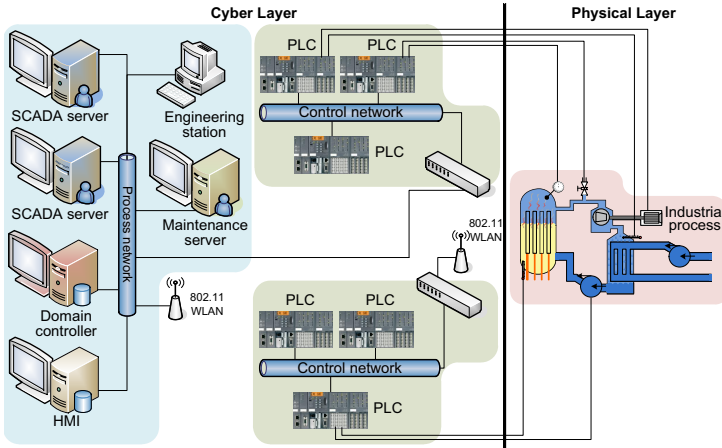 Cyber Layer
Physical Layer
SCADA server
Engineering
station
SCADA server
Maintenance
server
Process network
Domain
controller
802.11
WLAN
HMI
PLC
PLC
Control network
PLC
802.11
WLAN
PLC
PLC
Control network
PLC
Industrial
process